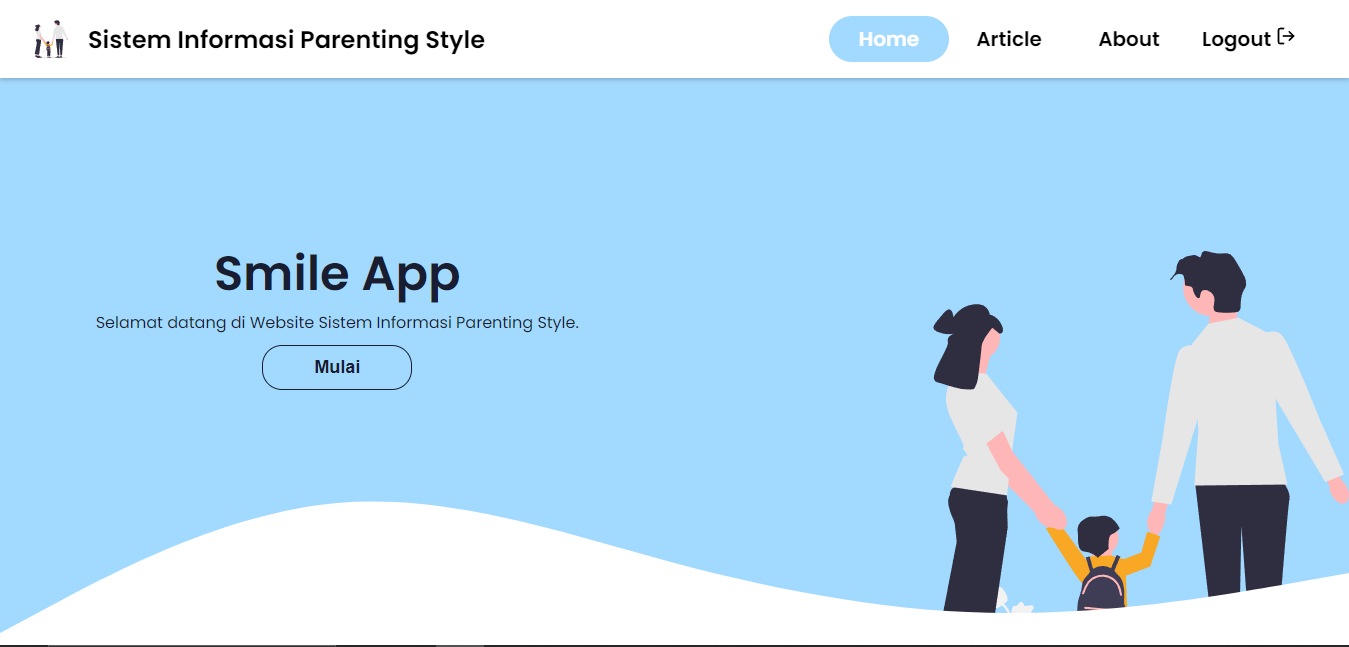 Sistem Informasi Parenting Style
Home
Article
About
Logout
Smile App
Selamat datang di Website Sistem Informasi Parenting Style.
Mulai